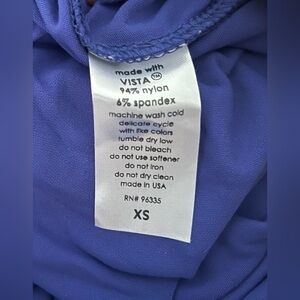 made with
VISTA™
94% nylon
6% spandex
machine wash cold
delicate cycle
with like colors
tumble dry low
do not bleach
do not use softener
do not iron
do not dry clean
made in USA
RN# 96335
XS